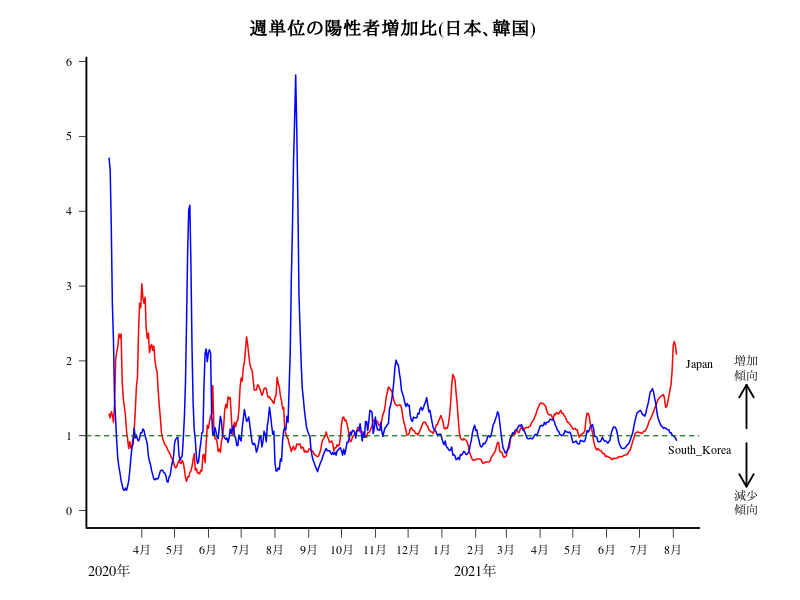 週単位の陽性者増加比(日本、韓国)
6
5
4
3
2
1
0
Japan
South_Korea
増加
傾向
減少
傾向
4月 5月 6月 7月 8月 9月 10月 11月 12月 1月 2月 3月 4月 5月 6月 7月 8月
2020年 2021年